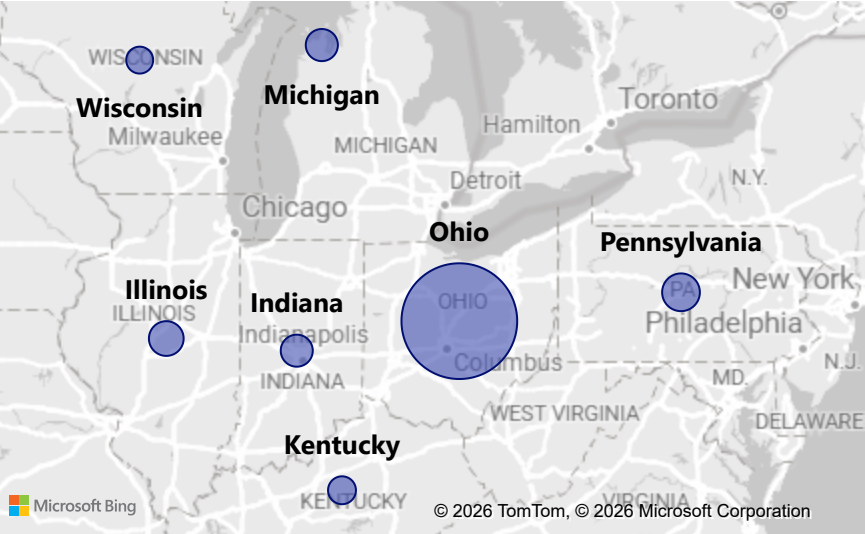 WISCONSIN
Wisconsin
Michigan
Milwaukee
MICHIGAN
Toronto
Hamilton
Detroit
N.Y.
Chicago
Ohio
Pennsylvania
Illinois
ILLINOIS
Indiana
Indianapolis
INDIANA
OHIO
Columbus
PA
New York
Philadelphia
N.J.
MD.
WEST VIRGINIA
DELAWARE
Kentucky
KENTUCKY
VIRGINIA
Microsoft Bing
© 2026 TomTom, © 2026 Microsoft Corporation